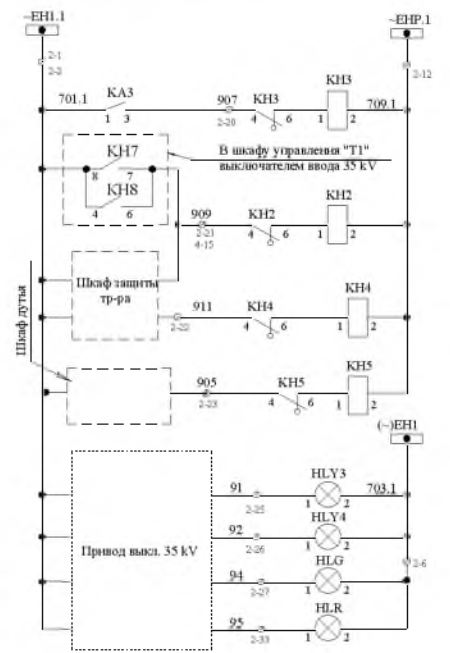 ~EH1.1
~EHP.1
2-1
2-2
2-12
701.1
KA3
1 3
907
2-20
KH3
4 6
KH3
1 2
709.1
KH7
8 7
KH8
4 6
В шкафу управления "Т1"
выключателем ввода 35 kV
909
2-21
4-15
KH2
4 6
KH2
1 2
Шкаф защиты
тр-ра
911
2-22
KH4
4 6
KH4
1 2
Шкаф дутья
905
2-23
KH5
4 6
KH5
1 2
(~)EH1
Привод выкл. 35 kV
91
2-25
HLY3
1 2
703.1
92
2-26
HLY4
1 2
2-6
94
2-27
HLG
1 2
95
2-33
HLR
1 2